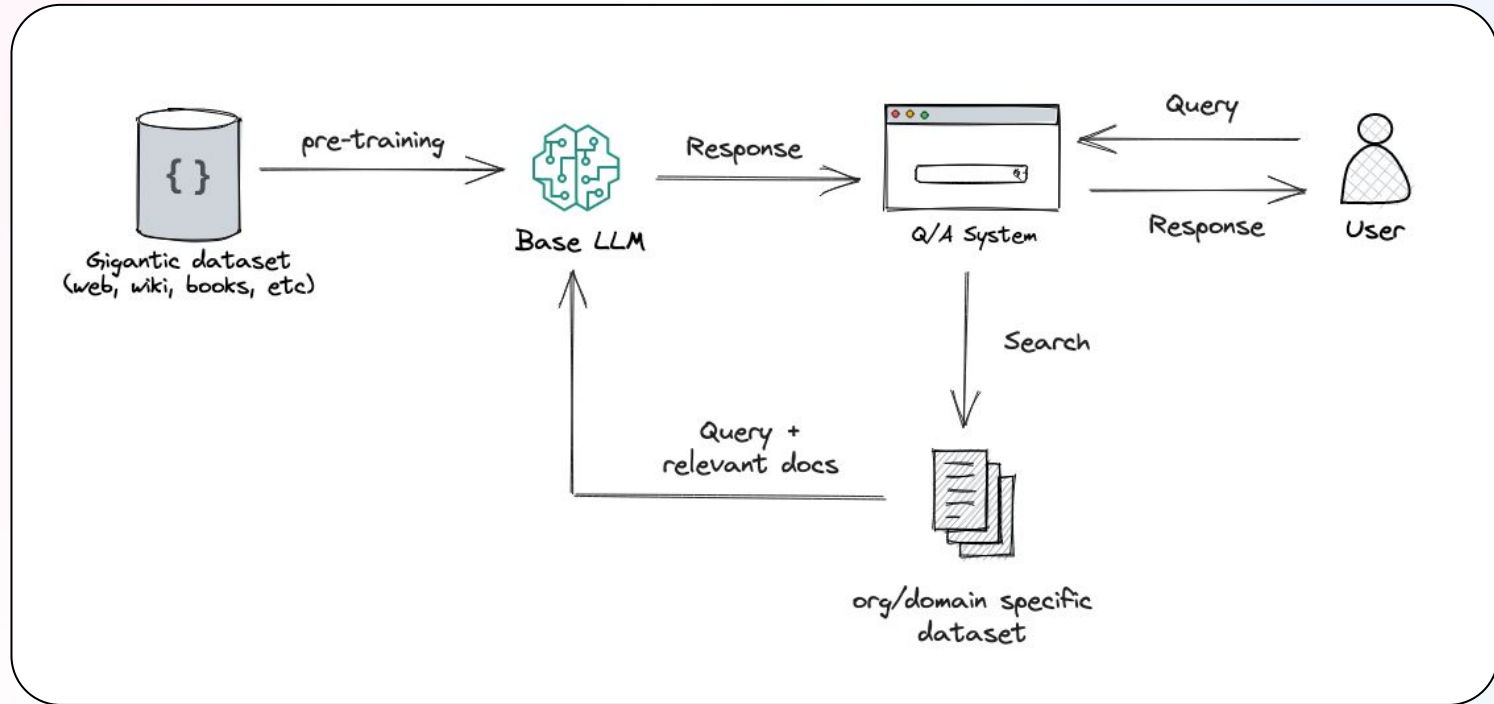 pre-training
Response
Query
{ }
Base LLM
Q/A System
Response
User
Gigantic dataset
(web, wiki, books, etc)
Search
Query +
relevant docs
org/domain specific
dataset